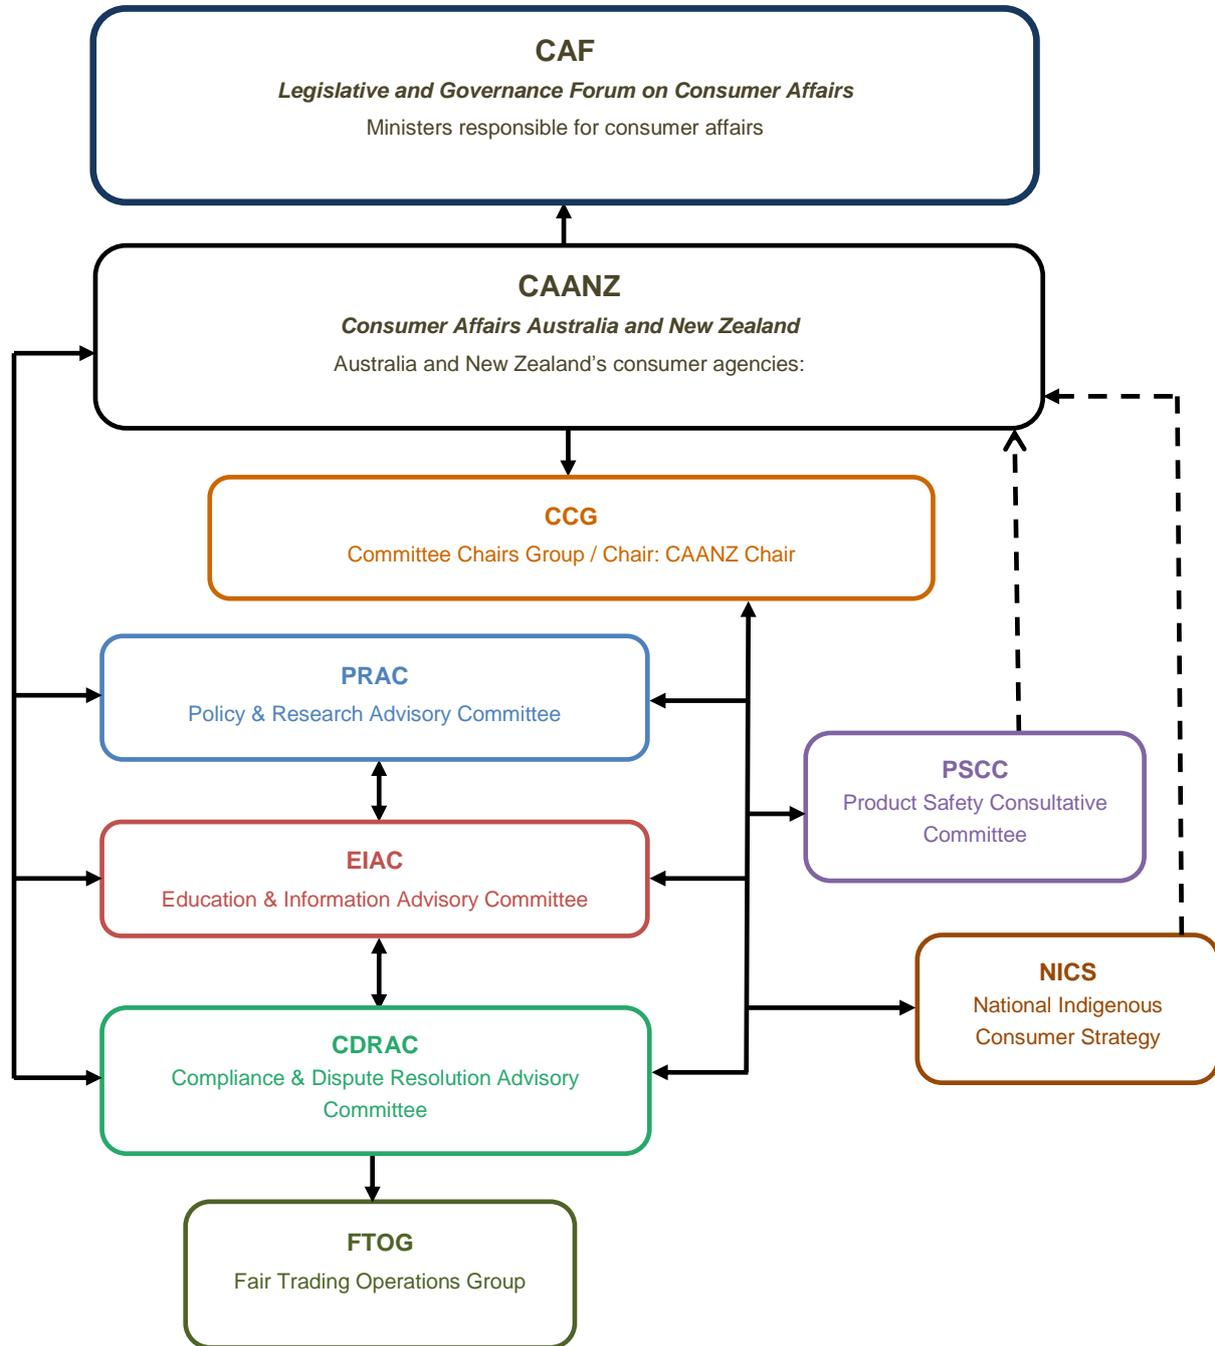 CAF
Legislative and Governance Forum on Consumer Affairs
Ministers responsible for consumer affairs
CAANZ
Consumer Affairs Australia and New Zealand
Australia and New Zealand’s consumer agencies:
CCG
Committee Chairs Group / Chair: CAANZ Chair
PRAC
Policy & Research Advisory Committee
PSCC
Product Safety Consultative
Committee
EIAC
Education & Information Advisory Committee
NICS
National Indigenous
Consumer Strategy
CDRAC
Compliance & Dispute Resolution Advisory
Committee
FTOG
Fair Trading Operations Group